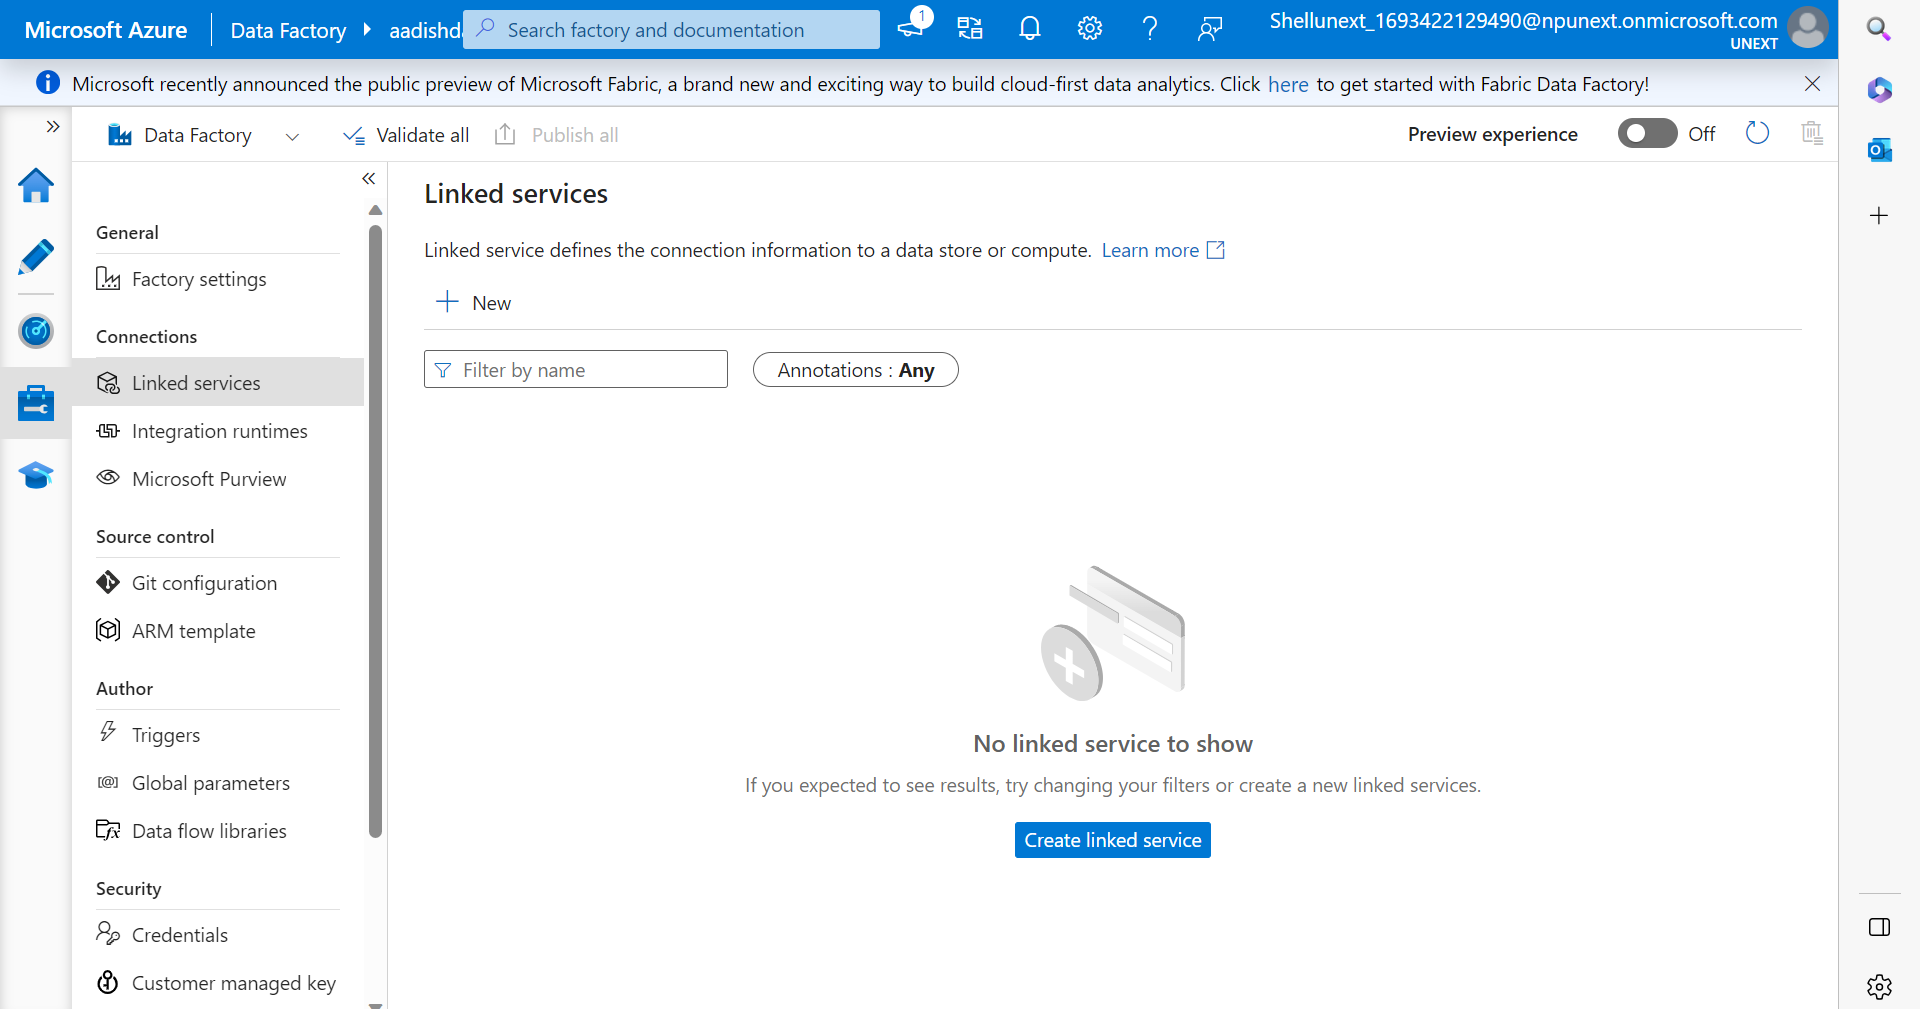 Microsoft Azure
Data Factory
aadishd
Search factory and documentation
1
Shellunext_1693422129490@npunext.onmicrosoft.com
UNEXT
Microsoft recently announced the public preview of Microsoft Fabric, a brand new and exciting way to build cloud-first data analytics. Click here to get started with Fabric Data Factory!
Data Factory
Validate all
Publish all
Preview experience
Off
General
Factory settings
Connections
Linked services
Integration runtimes
Microsoft Purview
Source control
Git configuration
ARM template
Author
Triggers
Global parameters
Data flow libraries
Security
Credentials
Customer managed key
Linked services
Linked service defines the connection information to a data store or compute. Learn more
New
Filter by name
Annotations : Any
No linked service to show
If you expected to see results, try changing your filters or create a new linked services.
Create linked service